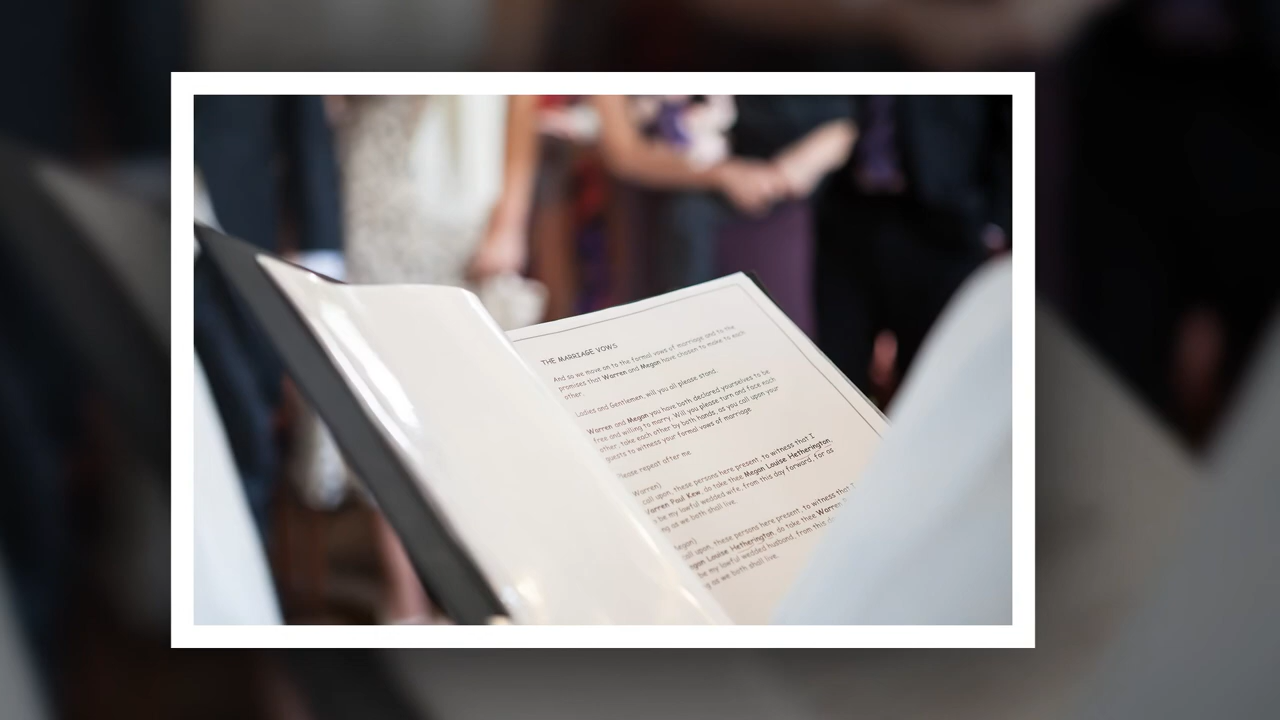 THE MARRIAGE VOWS
And so we move on to the formal vows of marriage and to the
promises that Warren and Megan have chosen to make to each
other.
Ladies and Gentlemen, will you all please stand.
Warren and Megan you have both declared yourselves to be
free and willing to marry. Will you please turn and face each
other, take each other by both hands, as you call upon your
guests to witness your formal vows of marriage
Please repeat after me.
Warren)
call upon, these persons here present, to witness that I
Warren Paul Kew, do take thee Megan Louise Hetherington,
be my lawful wedded wife, from this day forward, for as
ng as we both shall live.
egan)
call upon, these persons here present, to witness that I
egan Louise Hetherington, do take thee Warren
be my lawful wedded husband, from this
g as we both shall live.